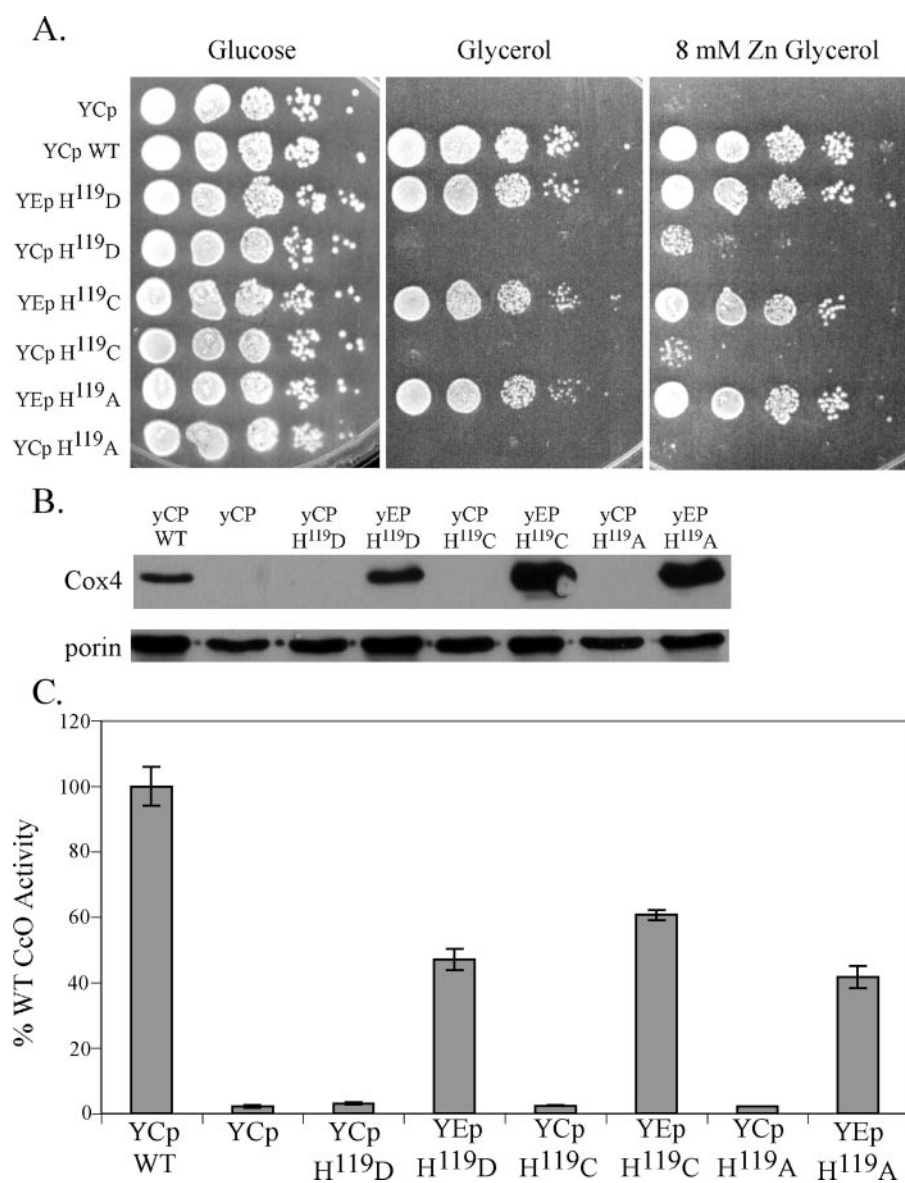 A.
Glucose Glycerol 8 mM Zn Glycerol
YCp
YCp WT
YEp H119D
YCp H119D
YEp H119C
YCp H119C
YEp H119A
YCp H119A
B.
yCP yCP yCP yEP yCP yEP yCP yEP
WT H119D H119D H119C H119C H119A H119A
Cox4
porin
C.
% WT CcO Activity
120
100
80
60
40
20
0
YCp YCp YCp YEp YCp YEp YCp YEp
WT H119D H119D H119C H119C H119A H119A